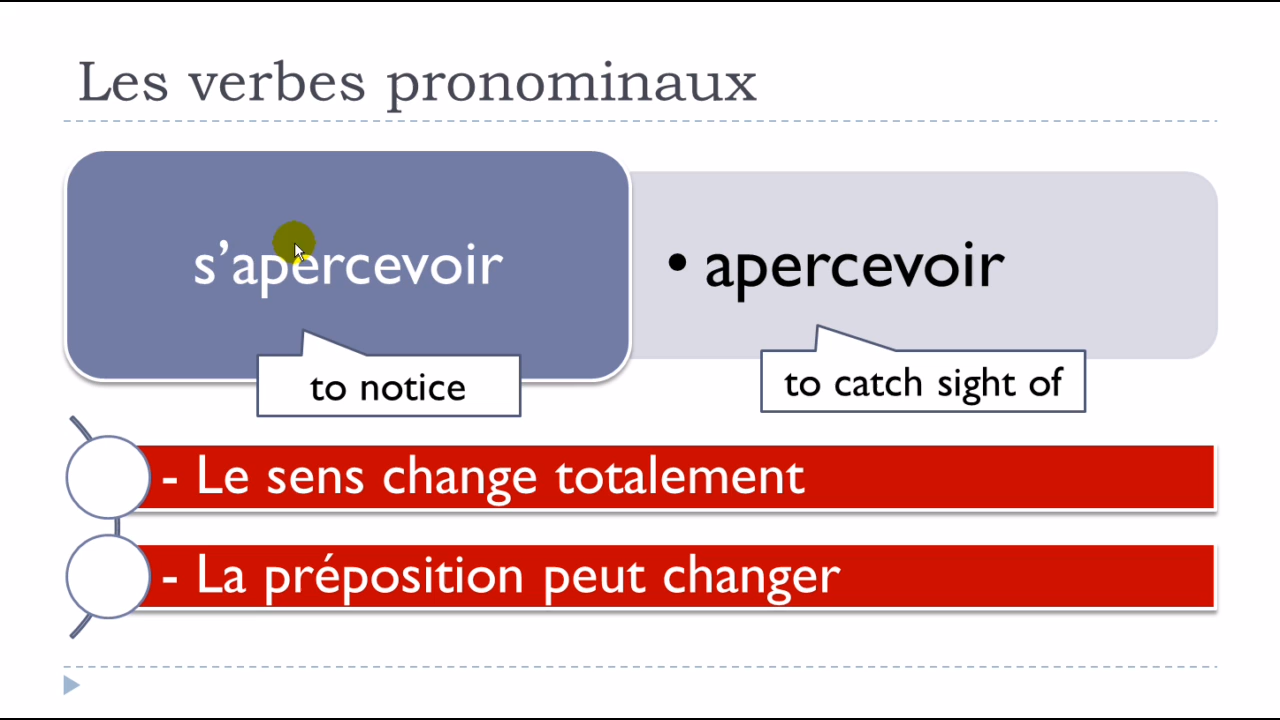 Les verbes pronominaux
s’apercevoir
• apercevoir
to notice
to catch sight of
- Le sens change totalement
- La préposition peut changer